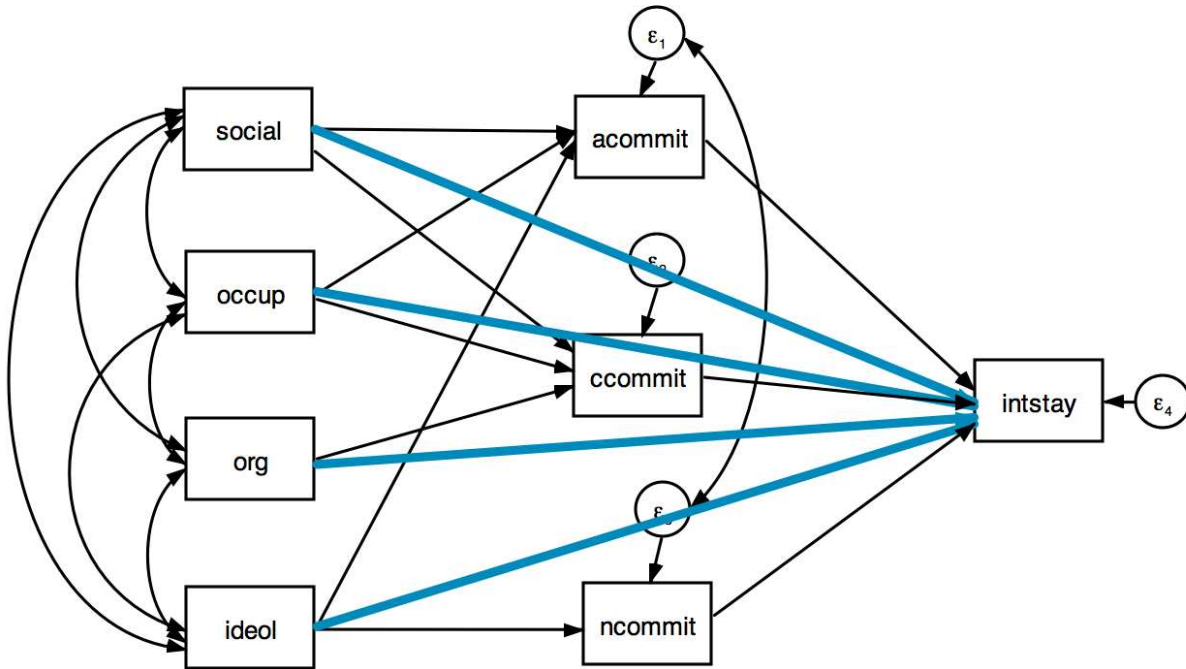 ε₁
social
acommit
occup
ccommit
intstay
ε₄
org
ideol
ncommit